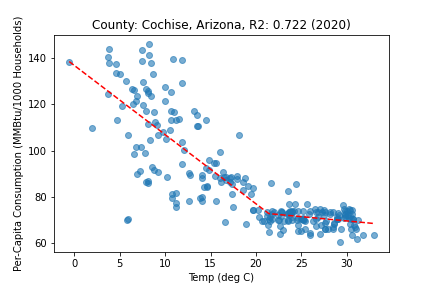 County: Cochise, Arizona, R2: 0.722 (2020)
Per-Capita Consumption (MMBtu/1000 Households)
140
120
100
80
60
0 5 10 15 20 25 30
Temp (deg C)